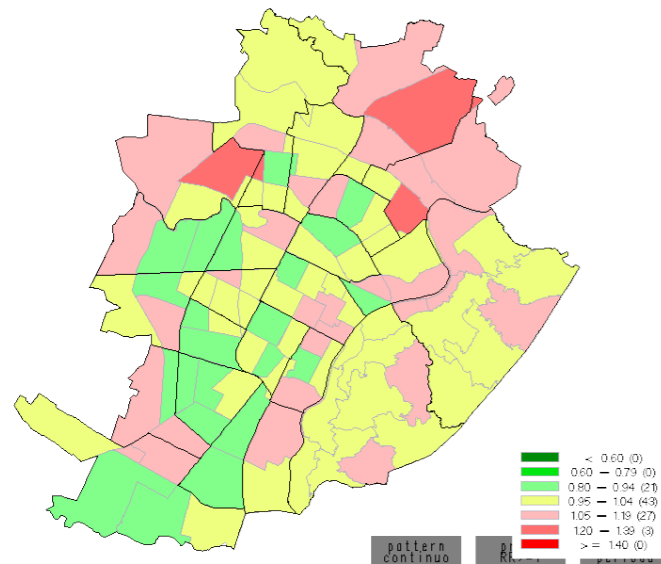 < 0.60 (0)
0.60 – 0.79 (0)
0.80 – 0.94 (21)
0.95 – 1.04 (43)
1.05 – 1.19 (27)
1.20 – 1.39 (3)
> = 1.40 (0)
pattern
continuo